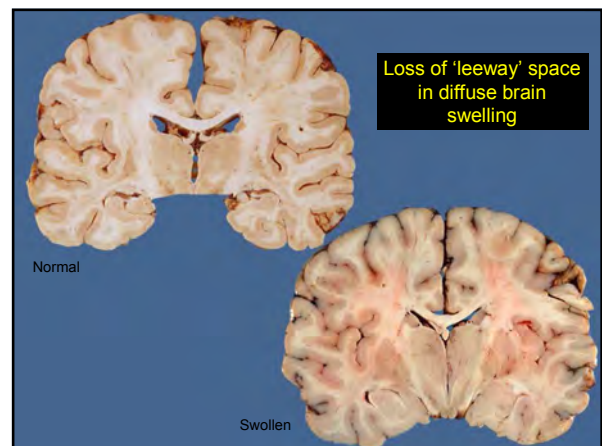 Loss of ‘leeway’ space
in diffuse brain
swelling
Normal
Swollen